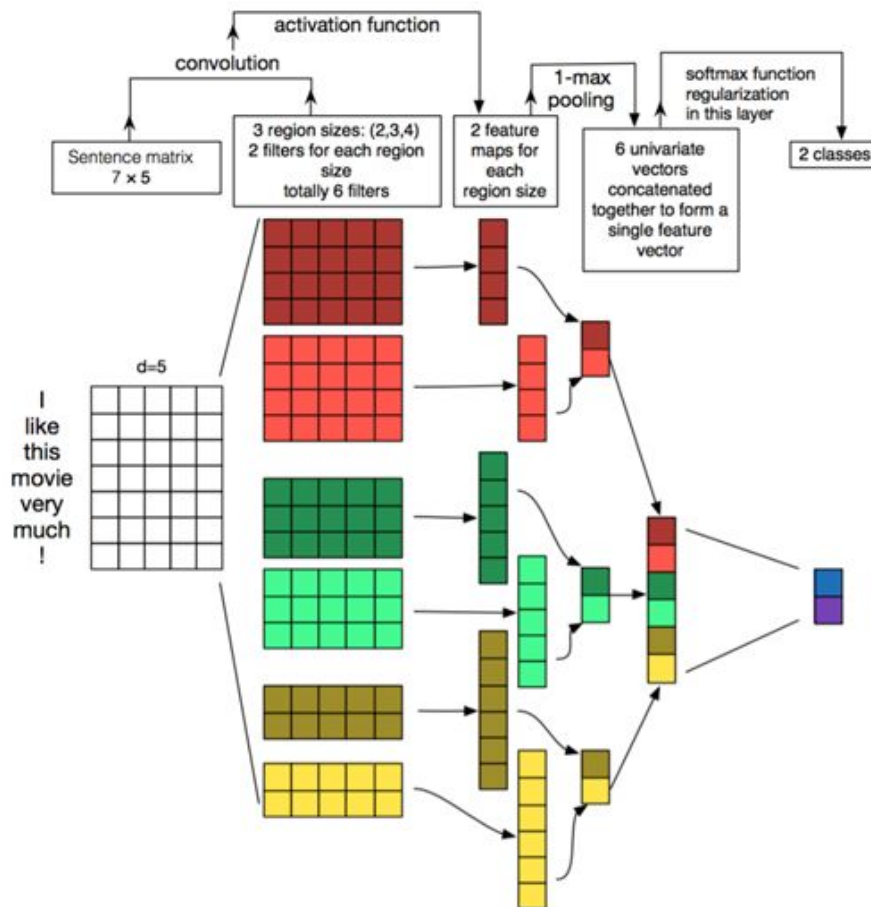 activation function
convolution
1-max
pooling
softmax function
regularization
in this layer
Sentence matrix
7 × 5
3 region sizes: (2,3,4)
2 filters for each region
size
totally 6 filters
2 feature
maps for
each
region size
6 univariate
vectors
concatenated
together to form a
single feature
vector
2 classes
d=5
I
like
this
movie
very
much
!